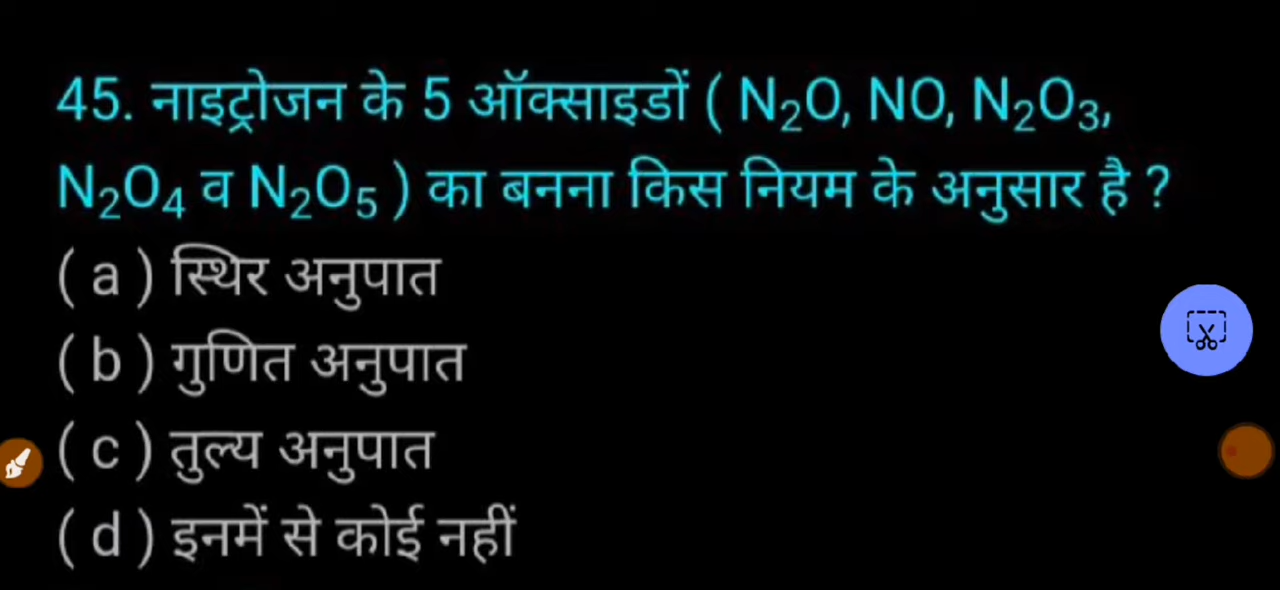 45. नाइट्रोजन के 5 ऑक्साइडों ( N₂O, NO, N₂O₃,
N₂O₄ व N₂O₅ ) का बनना किस नियम के अनुसार है ?
( a ) स्थिर अनुपात
( b ) गुणित अनुपात
( c ) तुल्य अनुपात
( d ) इनमें से कोई नहीं